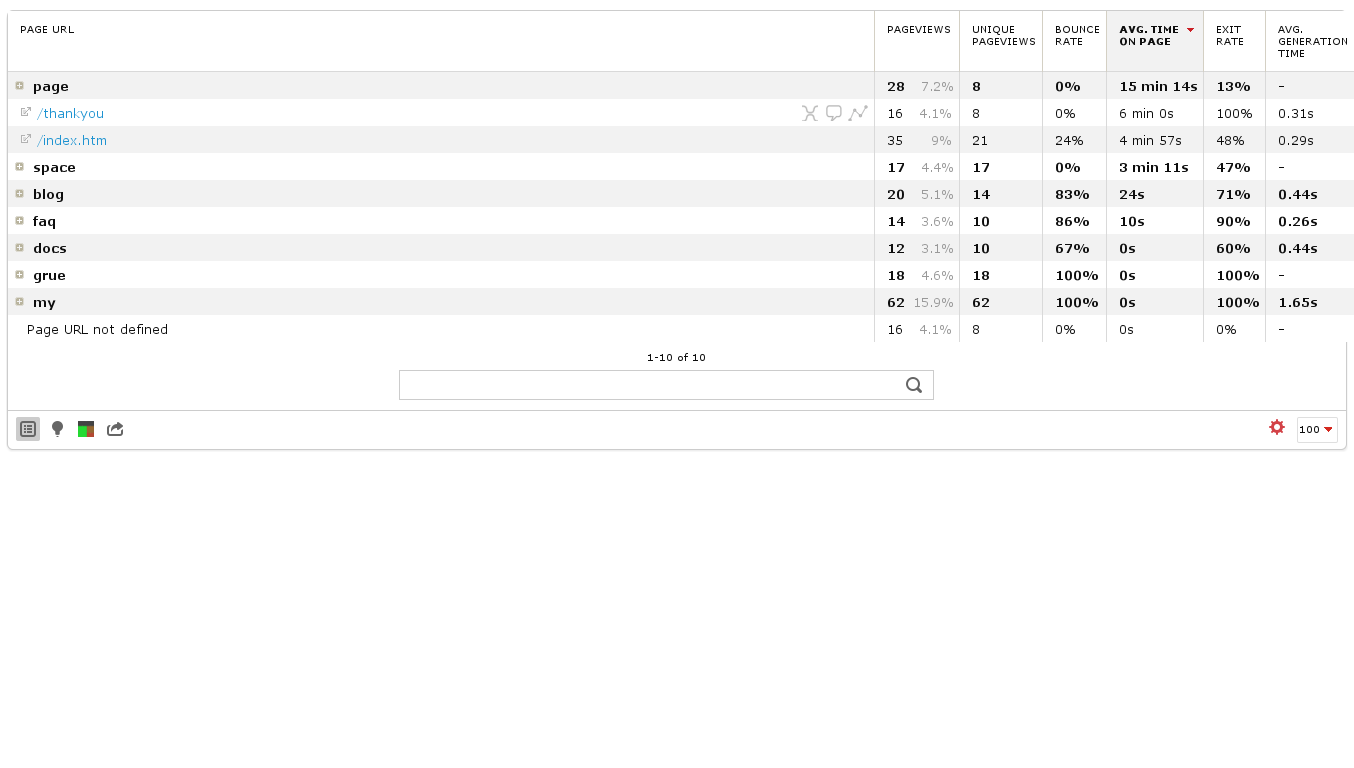 PAGE URL PAGEVIEWS UNIQUE PAGEVIEWS BOUNCE RATE AVG. TIME ON PAGE EXIT RATE AVG. GENERATION TIME
page 28 7.2% 8 0% 15 min 14s 13% -
/thankyou 16 4.1% 8 0% 6 min 0s 100% 0.31s
/index.htm 35 9% 21 24% 4 min 57s 48% 0.29s
space 17 4.4% 17 0% 3 min 11s 47% -
blog 20 5.1% 14 83% 24s 71% 0.44s
faq 14 3.6% 10 86% 10s 90% 0.26s
docs 12 3.1% 10 67% 0s 60% 0.44s
grue 18 4.6% 18 100% 0s 100% -
my 62 15.9% 62 100% 0s 100% 1.65s
Page URL not defined 16 4.1% 8 0% 0s 0% -
1-10 of 10
100